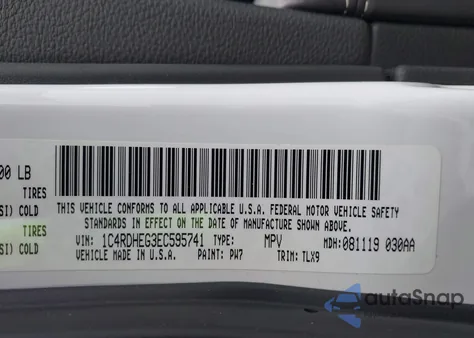 00 LB
TIRES
SI) COLD
TIRES
SI) COLD
THIS VEHICLE CONFORMS TO ALL APPLICABLE U.S.A. FEDERAL MOTOR VEHICLE SAFETY
STANDARDS IN EFFECT ON THE DATE OF MANUFACTURE SHOWN ABOVE.
VIN: 1C4RDHEG3EC595741 TYPE: MPV MDH: 081119 030AA
VEHICLE MADE IN U.S.A. PAINT: PW7 TRIM: TLX9
autoSnap